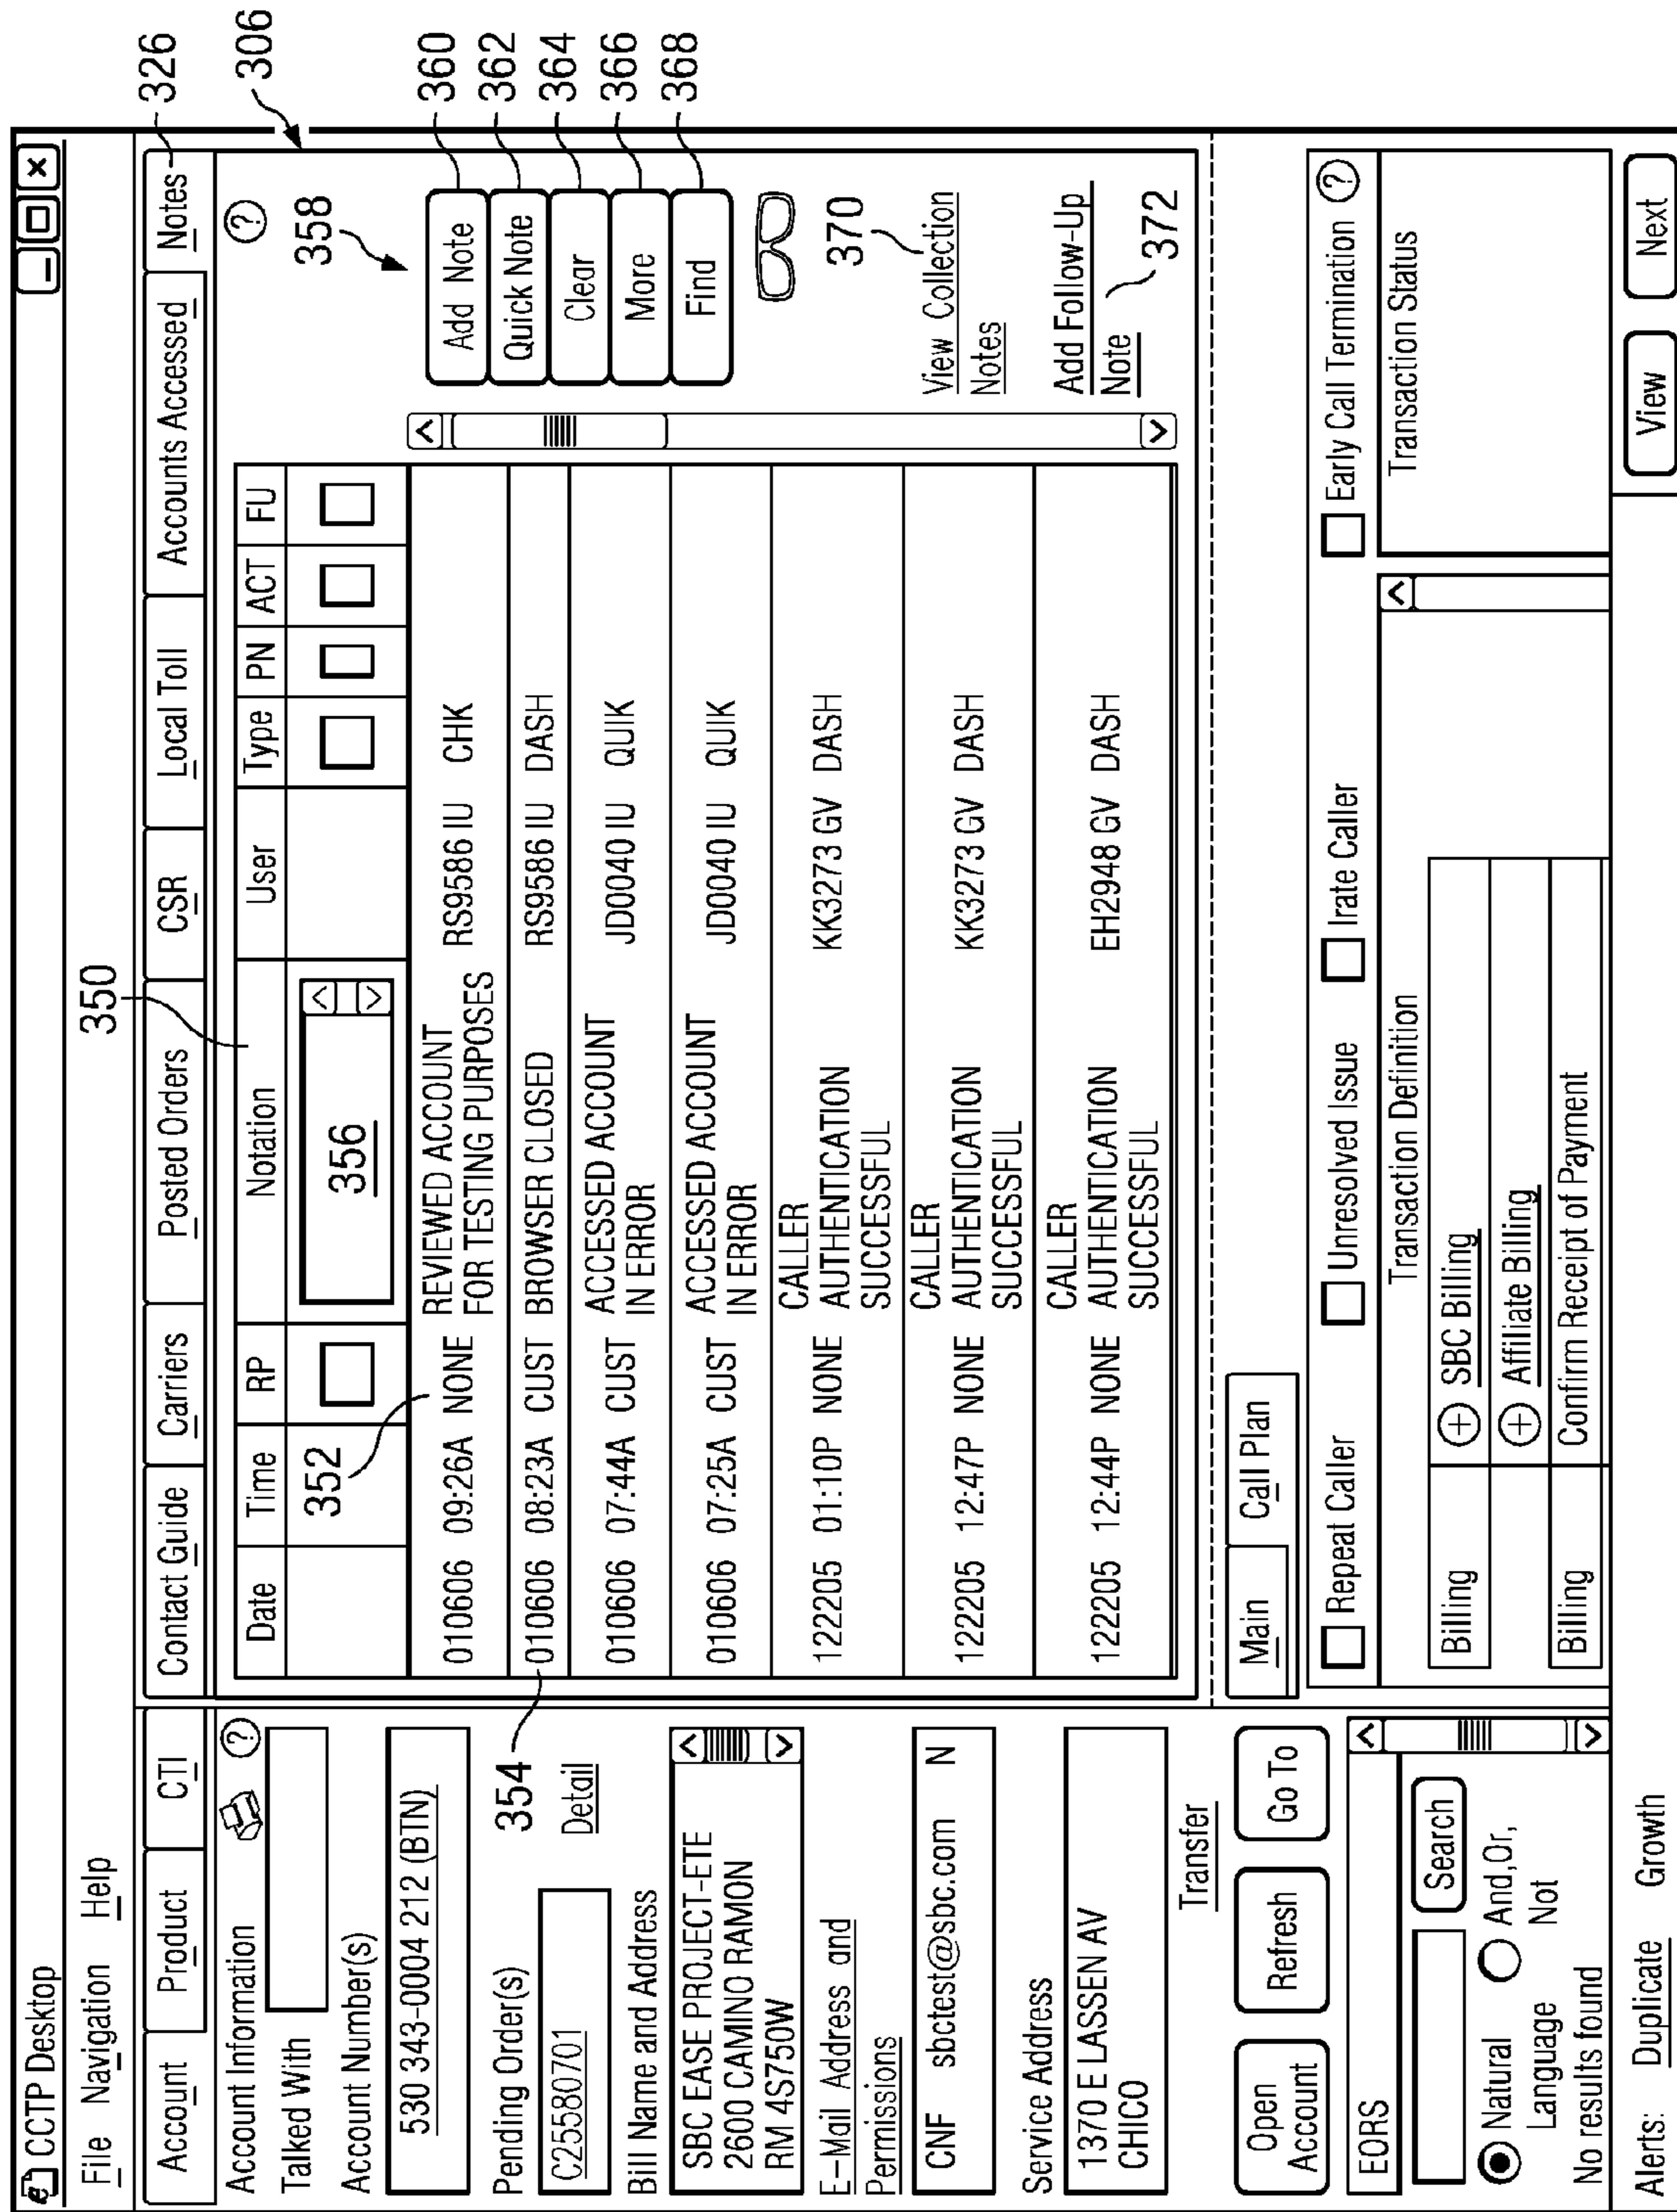 CCTP Desktop
File Navigation Help
Account Product CTI
Account Information ?
Talked With
Account Number(s)
530 343-0004 212 (BTN)
Pending Order(s)
C25580701
354
Detail
Bill Name and Address
SBC EASE PROJECT-ETE
2600 CAMINO RAMON
RM 4S750W
E-Mail Address and
Permissions
CNF sbctest@sbc.com N
Service Address
1370 E LASSEN AV
CHICO
Transfer
Open Account
Refresh
Go To
EORS
Search
Natural Language
And,Or, Not
No results found
Alerts: Duplicate Growth
350
Contact Guide Carriers Posted Orders CSR Local Toll Accounts Accessed Notes
326
306
?
Date Time RP Notation User Type PN ACT FU
352
356
010606 09:26A NONE REVIEWED ACCOUNT RS9586 IU CHK
FOR TESTING PURPOSES
010606 08:23A CUST BROWSER CLOSED RS9586 IU DASH
010606 07:44A CUST ACCESSED ACCOUNT JD0040 IU QUIK
IN ERROR
010606 07:25A CUST ACCESSED ACCOUNT JD0040 IU QUIK
IN ERROR
CALLER
122205 01:10P NONE AUTHENTICATION KK3273 GV DASH
SUCCESSFUL
CALLER
122205 12:47P NONE AUTHENTICATION KK3273 GV DASH
SUCCESSFUL
CALLER
122205 12:44P NONE AUTHENTICATION EH2948 GV DASH
SUCCESSFUL
358
Add Note 360
Quick Note 362
Clear 364
More 366
Find 368
370
View Collection
Notes
Add Follow-Up
Note
372
Main Call Plan
Repeat Caller Unresolved Issue Irate Caller Early Call Termination ?
Transaction Definition Transaction Status
Billing SBC Billing
Affiliate Billing
Billing Confirm Receipt of Payment
View Next